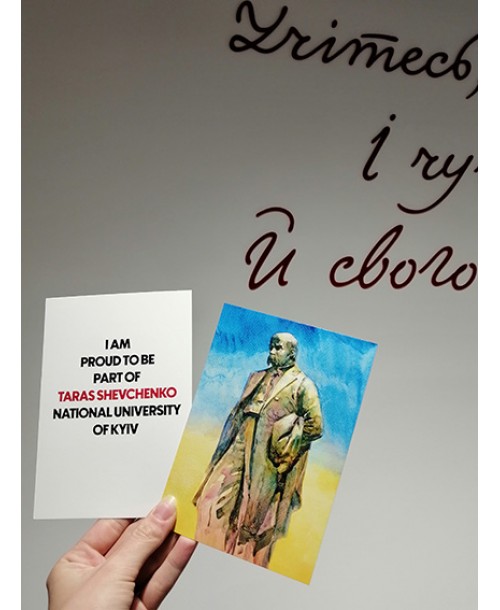 Учітесь,
і
Й свого
I AM
PROUD TO BE
PART OF
TARAS SHEVCHENKO
NATIONAL UNIVERSITY
OF KYIV